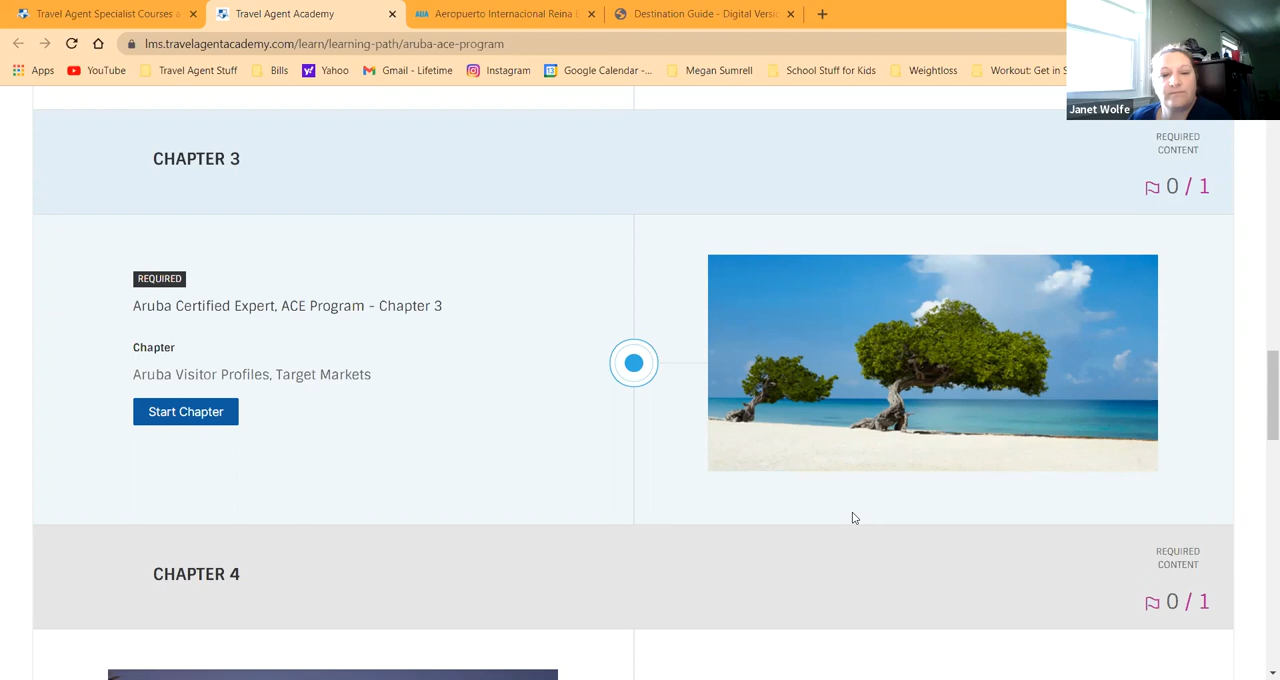 Travel Agent Specialist Courses
Travel Agent Academy
Aeropuerto Internacional Reina
Destination Guide - Digital Versi
lms.travelagentacademy.com/learn/learning-path/aruba-ace-program
Apps
YouTube
Travel Agent Stuff
Bills
Yahoo
Gmail - Lifetime
Instagram
Google Calendar -...
Megan Sumrell
School Stuff for Kids
Weightloss
Workout: Get in S
Janet Wolfe
CHAPTER 3
REQUIRED
CONTENT
0 / 1
REQUIRED
Aruba Certified Expert, ACE Program - Chapter 3
Chapter
Aruba Visitor Profiles, Target Markets
Start Chapter
CHAPTER 4
REQUIRED
CONTENT
0 / 1